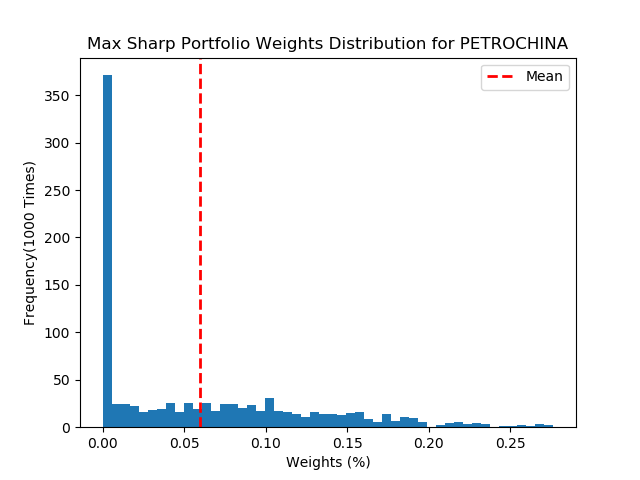 Max Sharp Portfolio Weights Distribution for PETROCHINA
Mean
350
300
250
200
150
100
50
0
Frequency(1000 Times)
0.00 0.05 0.10 0.15 0.20 0.25
Weights (%)